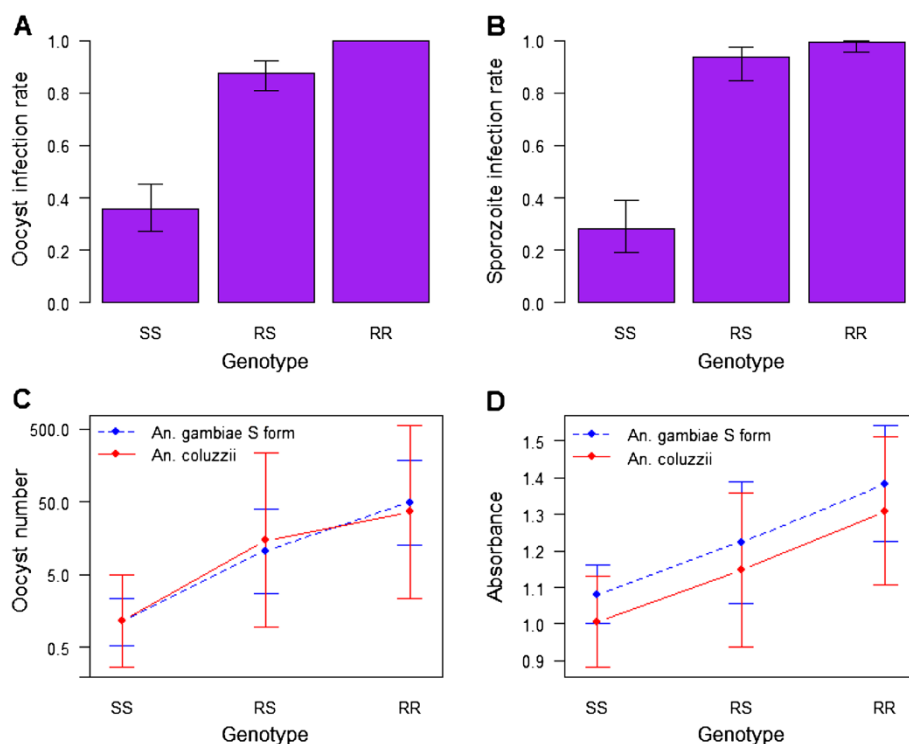 A
Oocyst infection rate
1.0
0.8
0.6
0.4
0.2
0.0
SS RS RR
Genotype
B
Sporozoite infection rate
1.0
0.8
0.6
0.4
0.2
0.0
SS RS RR
Genotype
C
Oocyst number
500.0
50.0
5.0
0.5
An. gambiae S form
An. coluzzii
SS RS RR
Genotype
D
Absorbance
1.5
1.4
1.3
1.2
1.1
1.0
0.9
An. gambiae S form
An. coluzzii
SS RS RR
Genotype